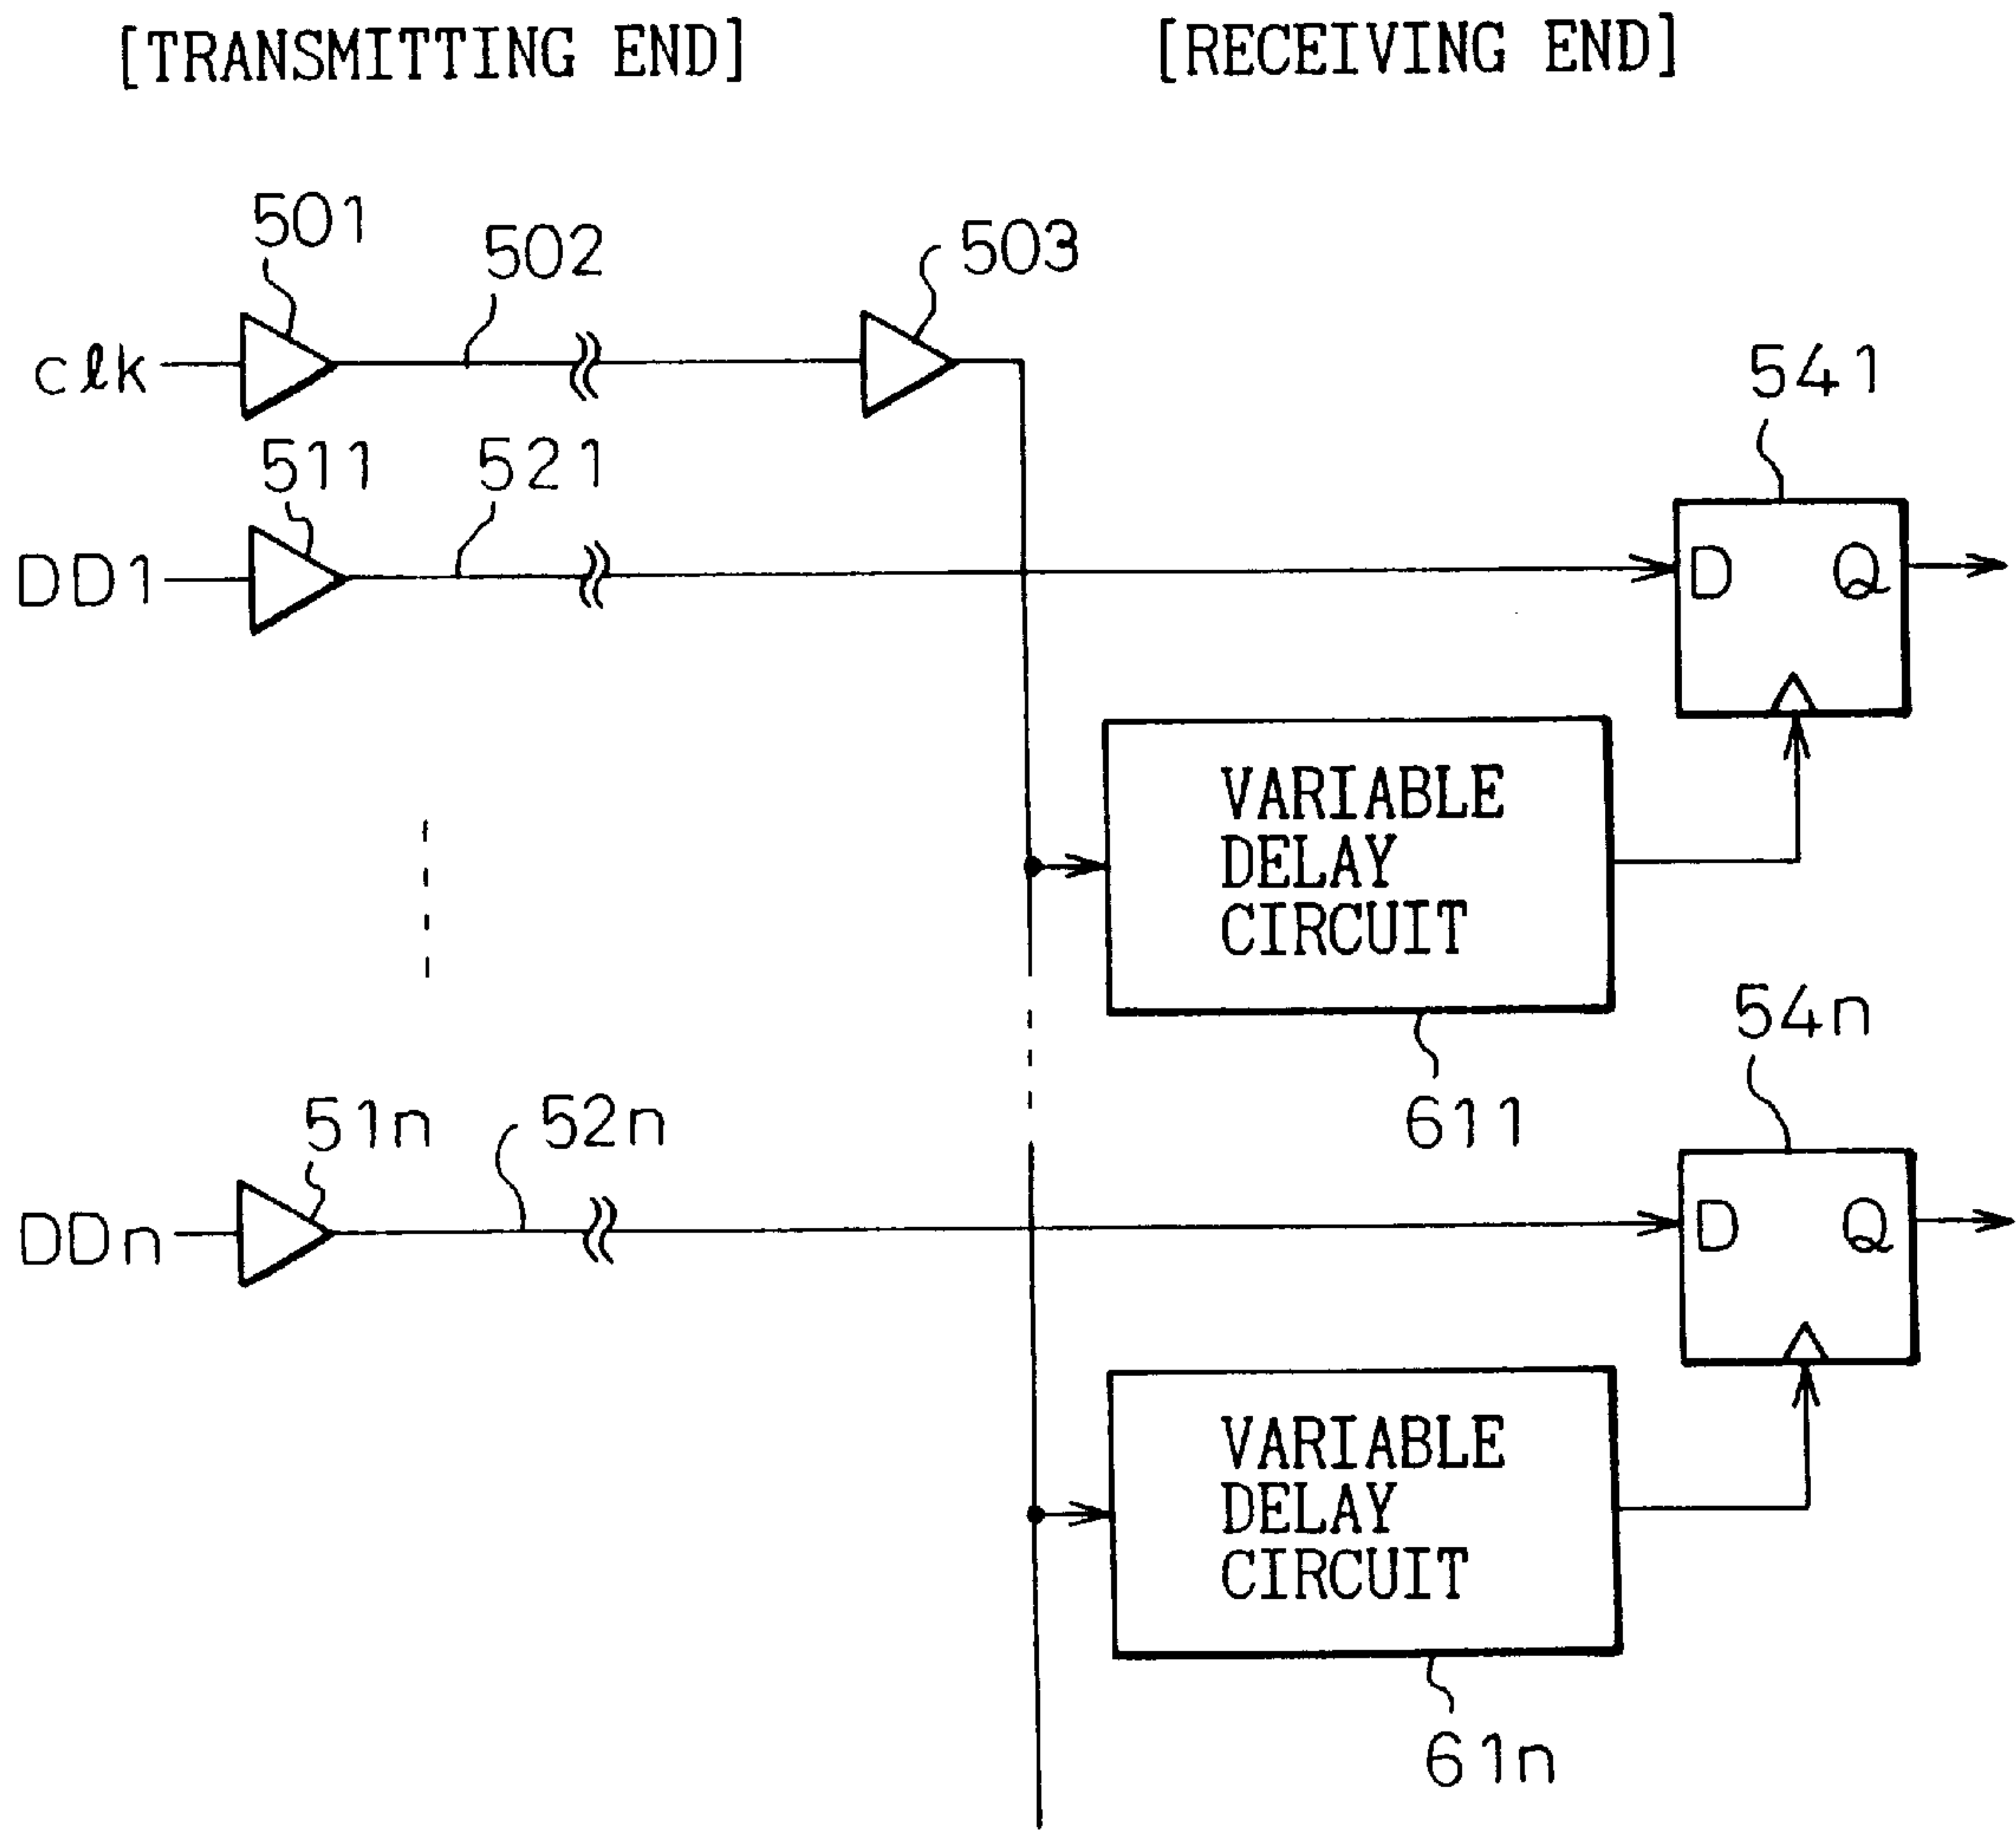 [TRANSMITTING END]
[RECEIVING END]
501
502
503
clk
541
511
521
DD1
D
Q
VARIABLE
DELAY
CIRCUIT
54n
51n
52n
611
DDn
D
Q
VARIABLE
DELAY
CIRCUIT
61n